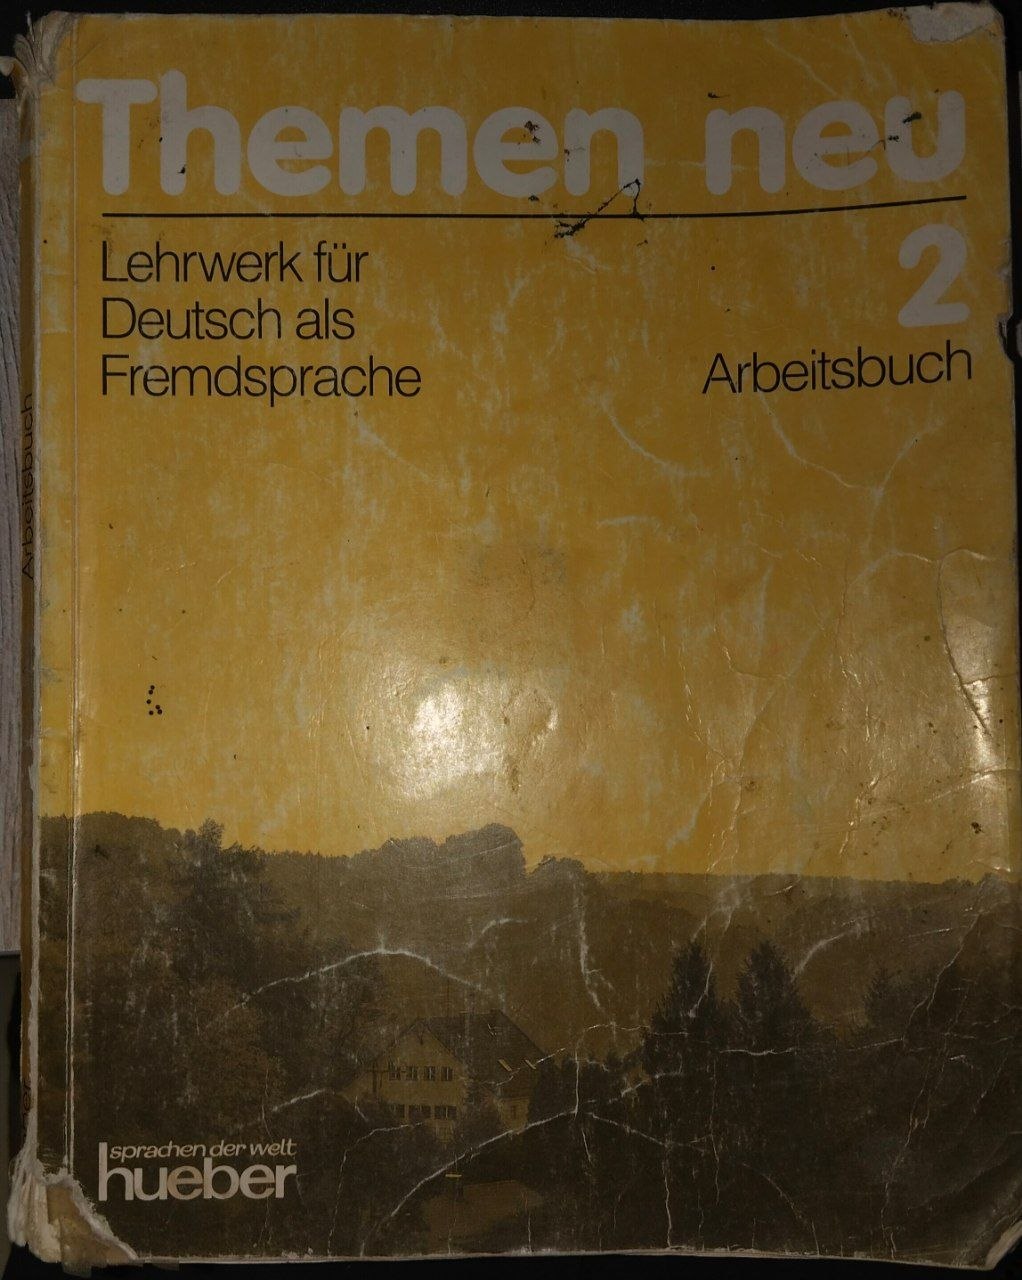 Themen neu
2
Lehrwerk für
Deutsch als
Fremdsprache
Arbeitsbuch
Arbeitsbuch
sprachen der welt
hueber